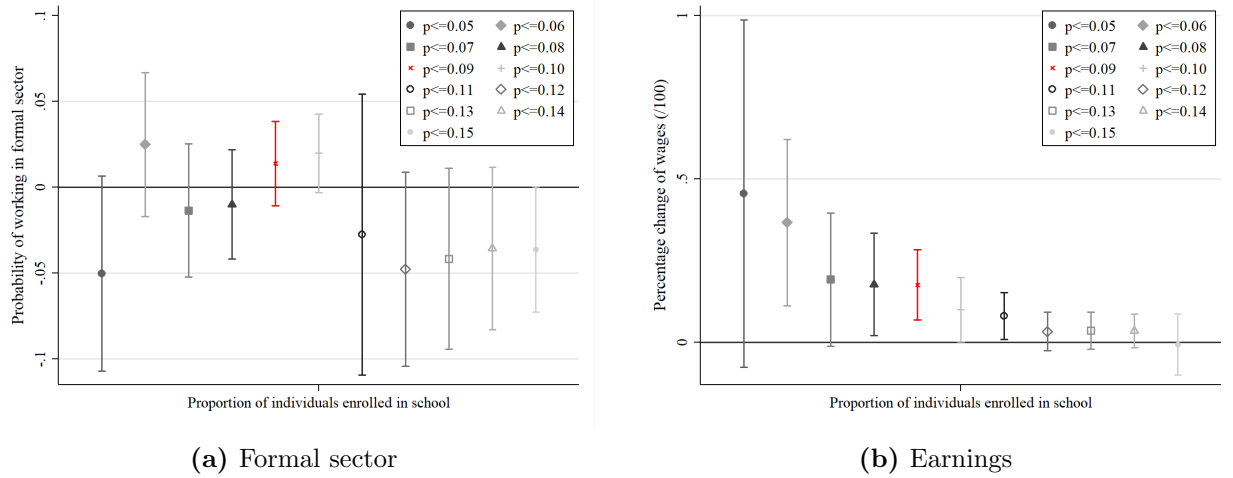 Probability of working in formal sector
.1
.05
0
-.05
-.1
p<=0.05 p<=0.06
p<=0.07 p<=0.08
p<=0.09 p<=0.10
p<=0.11 p<=0.12
p<=0.13 p<=0.14
p<=0.15
Proportion of individuals enrolled in school
(a) Formal sector
Percentage change of wages (/100)
1
.5
0
p<=0.05 p<=0.06
p<=0.07 p<=0.08
p<=0.09 p<=0.10
p<=0.11 p<=0.12
p<=0.13 p<=0.14
p<=0.15
Proportion of individuals enrolled in school
(b) Earnings